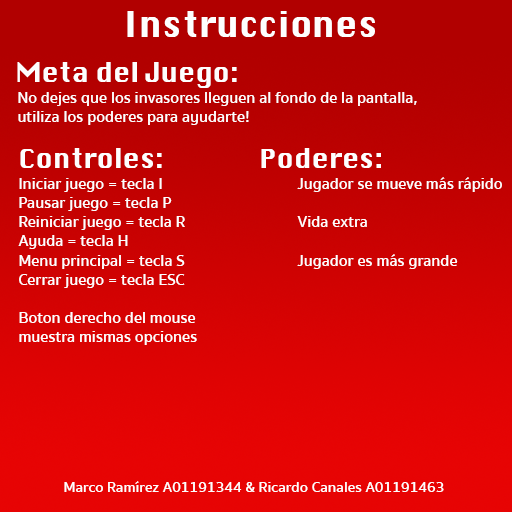 Instrucciones
Meta del Juego:
No dejes que los invasores lleguen al fondo de la pantalla,
utiliza los poderes para ayudarte!
Controles:
Iniciar juego = tecla I
Pausar juego = tecla P
Reiniciar juego = tecla R
Ayuda = tecla H
Menu principal = tecla S
Cerrar juego = tecla ESC
Boton derecho del mouse
muestra mismas opciones
Poderes:
Jugador se mueve más rápido
Vida extra
Jugador es más grande
Marco Ramírez A01191344 & Ricardo Canales A01191463